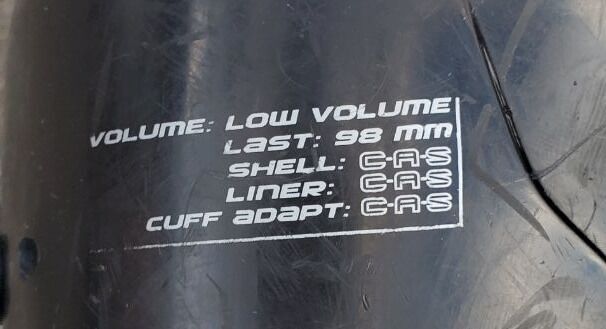 VOLUME: LOW VOLUME
LAST: 98 mm
SHELL: C-A-S
LINER: C-A-S
CUFF ADAPT: C-A-S